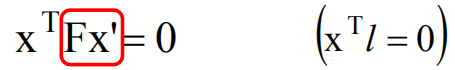 xᵀFx' = 0 (xᵀl = 0)